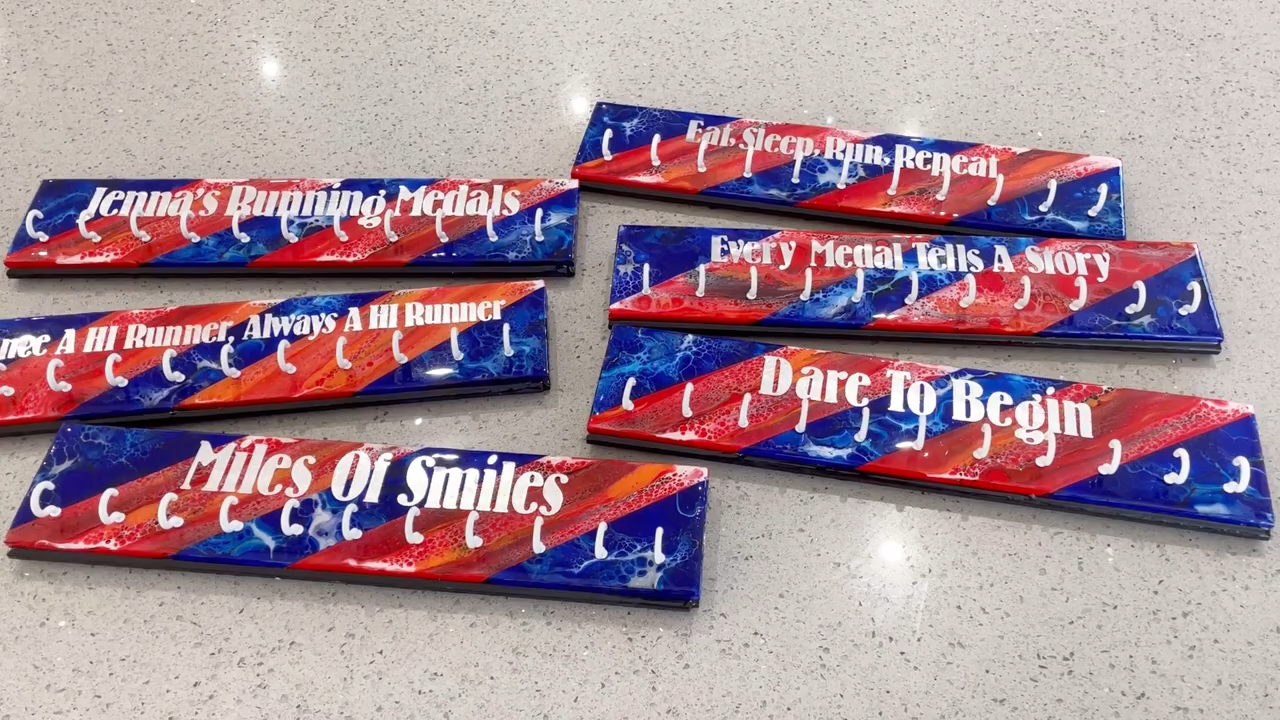 Jenna's Running Medals
Eat, Sleep, Run, Repeat
Every Medal Tells A Story
A HI Runner, Always A HI Runner
Dare To Begin
Miles Of Smiles